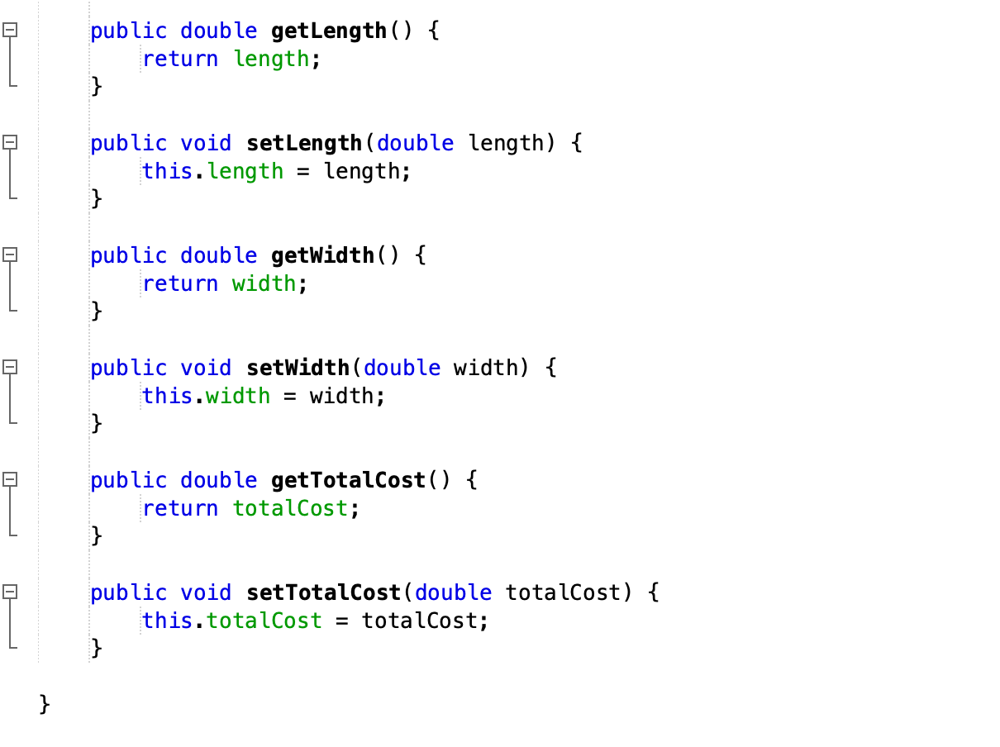 public double getLength() {
return length;
}
public void setLength(double length) {
this.length = length;
}
public double getWidth() {
return width;
}
public void setWidth(double width) {
this.width = width;
}
public double getTotalCost() {
return totalCost;
}
public void setTotalCost(double totalCost) {
this.totalCost = totalCost;
}
}